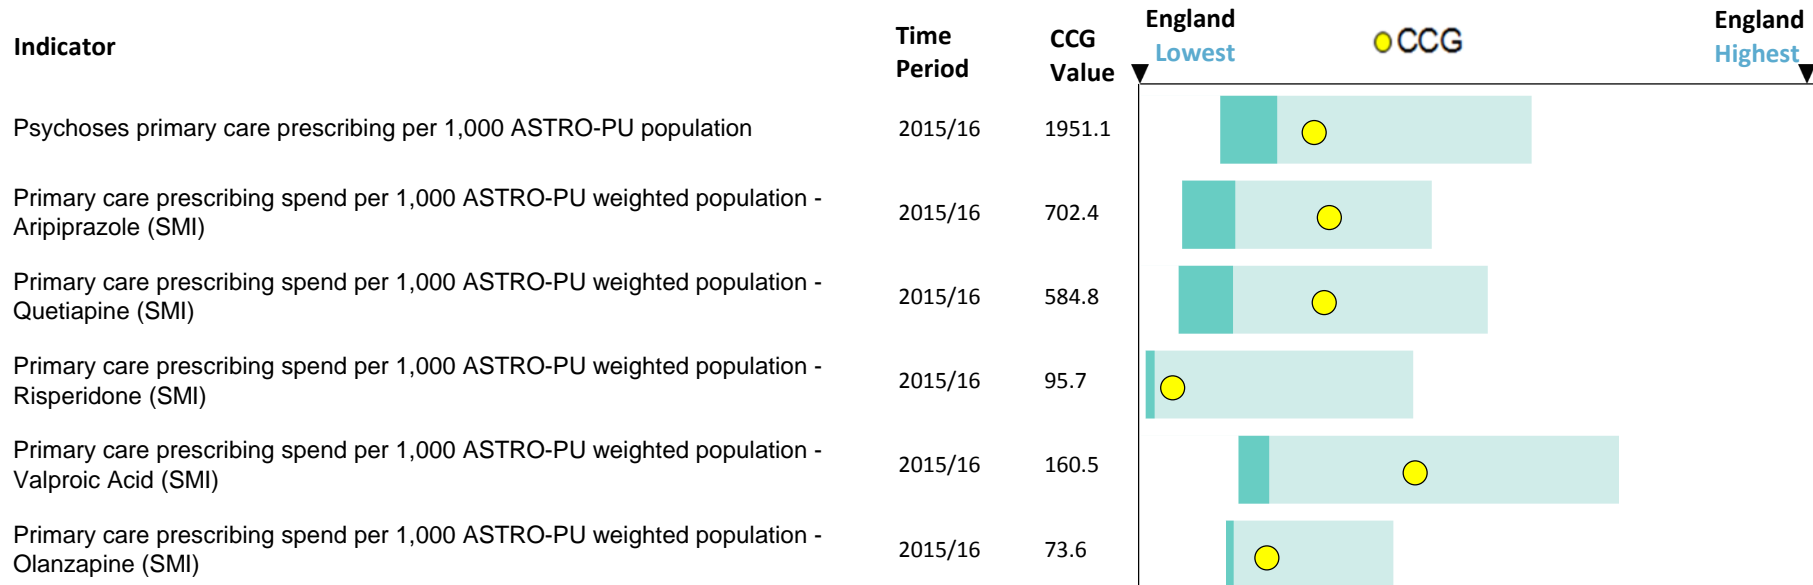 Indicator
Time Period
CCG Value
England Lowest
CCG
England Highest
Psychoses primary care prescribing per 1,000 ASTRO-PU population
2015/16
1951.1
Primary care prescribing spend per 1,000 ASTRO-PU weighted population -
Aripiprazole (SMI)
2015/16
702.4
Primary care prescribing spend per 1,000 ASTRO-PU weighted population -
Quetiapine (SMI)
2015/16
584.8
Primary care prescribing spend per 1,000 ASTRO-PU weighted population -
Risperidone (SMI)
2015/16
95.7
Primary care prescribing spend per 1,000 ASTRO-PU weighted population -
Valproic Acid (SMI)
2015/16
160.5
Primary care prescribing spend per 1,000 ASTRO-PU weighted population -
Olanzapine (SMI)
2015/16
73.6